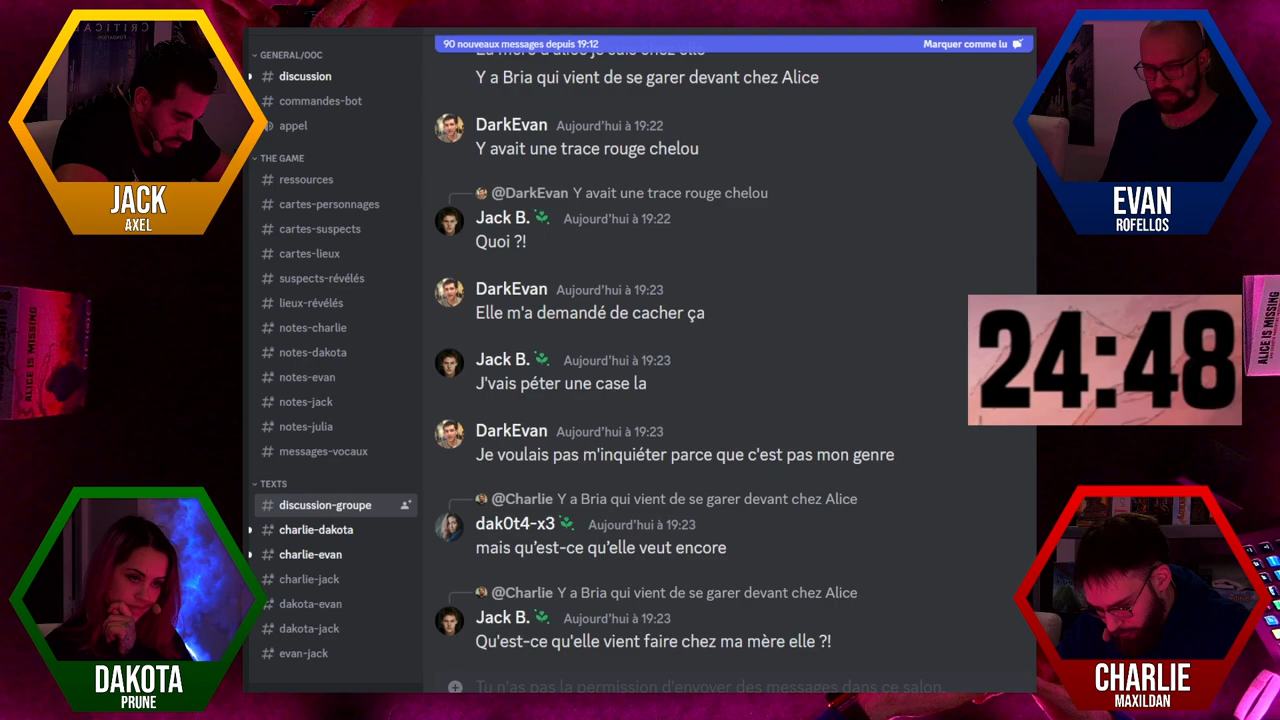 JACK
AXEL
EVAN
ROFELLOS
DAKOTA
PRUNE
CHARLIE
MAXILDAN
24:48
ALICE IS MISSING
ALICE IS MISSING
CRITICAL
GENERAL/OOC
discussion
commandes-bot
appel
THE GAME
ressources
cartes-personnages
cartes-suspects
cartes-lieux
suspects-révélés
lieux-révélés
notes-charlie
notes-dakota
notes-evan
notes-jack
notes-julia
messages-vocaux
TEXTS
discussion-groupe
charlie-dakota
charlie-evan
charlie-jack
dakota-evan
dakota-jack
evan-jack
90 nouveaux messages depuis 19:12
Marquer comme lu
Y a Bria qui vient de se garer devant chez Alice
DarkEvan Aujourd'hui à 19:22
Y avait une trace rouge chelou
@DarkEvan Y avait une trace rouge chelou
Jack B. Aujourd'hui à 19:22
Quoi ?!
DarkEvan Aujourd'hui à 19:23
Elle m'a demandé de cacher ça
Jack B. Aujourd'hui à 19:23
J'vais péter une case la
DarkEvan Aujourd'hui à 19:23
Je voulais pas m'inquiéter parce que c'est pas mon genre
@Charlie Y a Bria qui vient de se garer devant chez Alice
dak0t4-x3 Aujourd'hui à 19:23
mais qu'est-ce qu'elle veut encore
@Charlie Y a Bria qui vient de se garer devant chez Alice
Jack B. Aujourd'hui à 19:23
Qu'est-ce qu'elle vient faire chez ma mère elle ?!
Tu n'as pas la permission d'envoyer des messages dans ce salon.